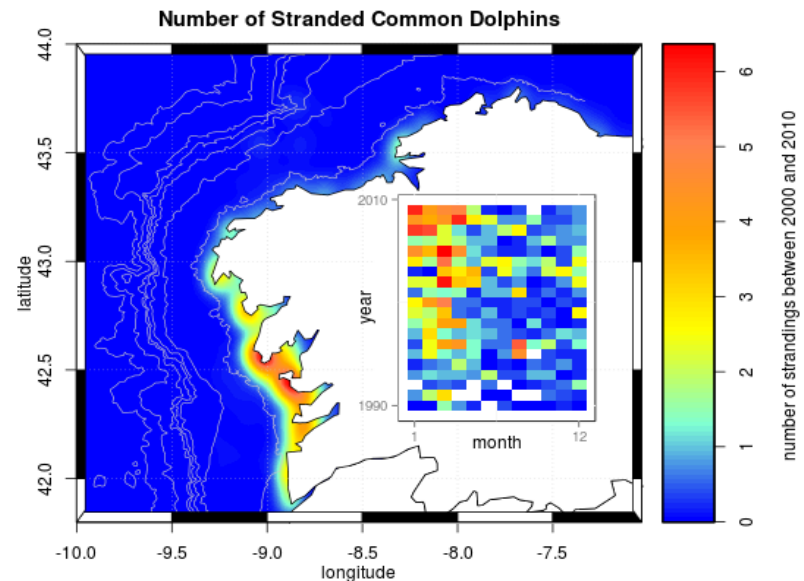 Number of Stranded Common Dolphins
44.0
43.5
43.0
42.5
42.0
latitude
-10.0 -9.5 -9.0 -8.5 -8.0 -7.5
longitude
2010
year
1990
1 12
month
6
5
4
3
2
1
0
number of strandings between 2000 and 2010